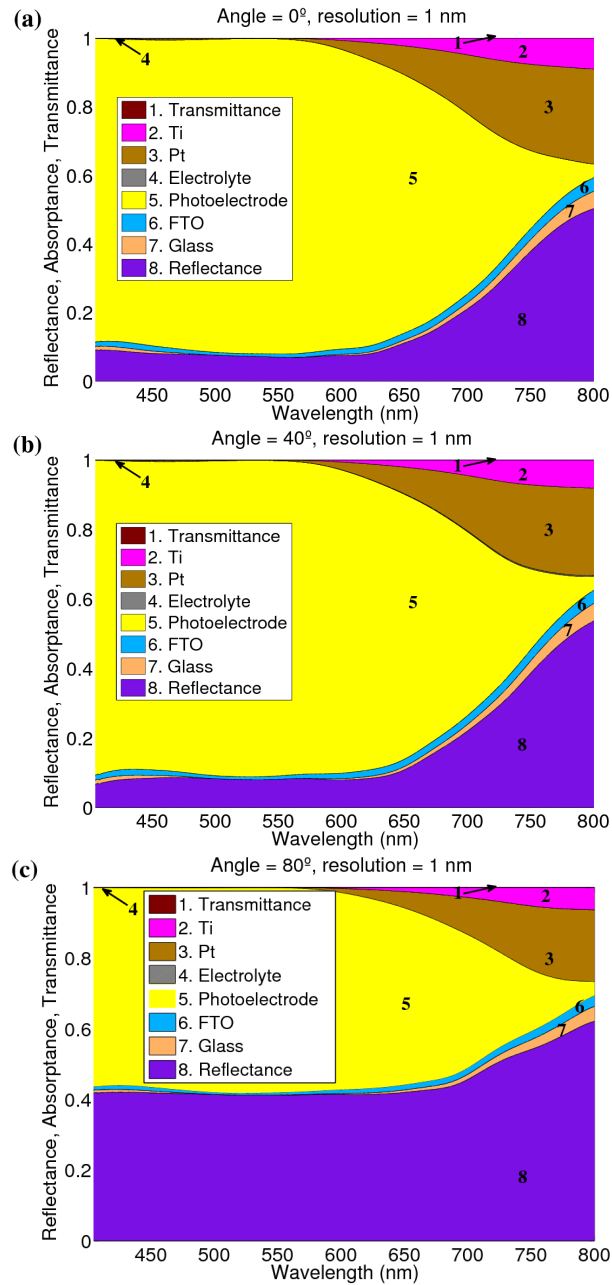 (a)
Angle = 0º, resolution = 1 nm
Reflectance, Absorptance, Transmittance
1
0.8
0.6
0.4
0.2
0
1. Transmittance
2. Ti
3. Pt
4. Electrolyte
5. Photoelectrode
6. FTO
7. Glass
8. Reflectance
1
2
3
4
5
6
7
8
450 500 550 600 650 700 750 800
Wavelength (nm)
(b)
Angle = 40º, resolution = 1 nm
Reflectance, Absorptance, Transmittance
1
0.8
0.6
0.4
0.2
0
1. Transmittance
2. Ti
3. Pt
4. Electrolyte
5. Photoelectrode
6. FTO
7. Glass
8. Reflectance
1
2
3
4
5
6
7
8
450 500 550 600 650 700 750 800
Wavelength (nm)
(c)
Angle = 80º, resolution = 1 nm
Reflectance, Absorptance, Transmittance
1
0.8
0.6
0.4
0.2
0
1. Transmittance
2. Ti
3. Pt
4. Electrolyte
5. Photoelectrode
6. FTO
7. Glass
8. Reflectance
1
2
3
4
5
6
7
8
450 500 550 600 650 700 750 800
Wavelength (nm)